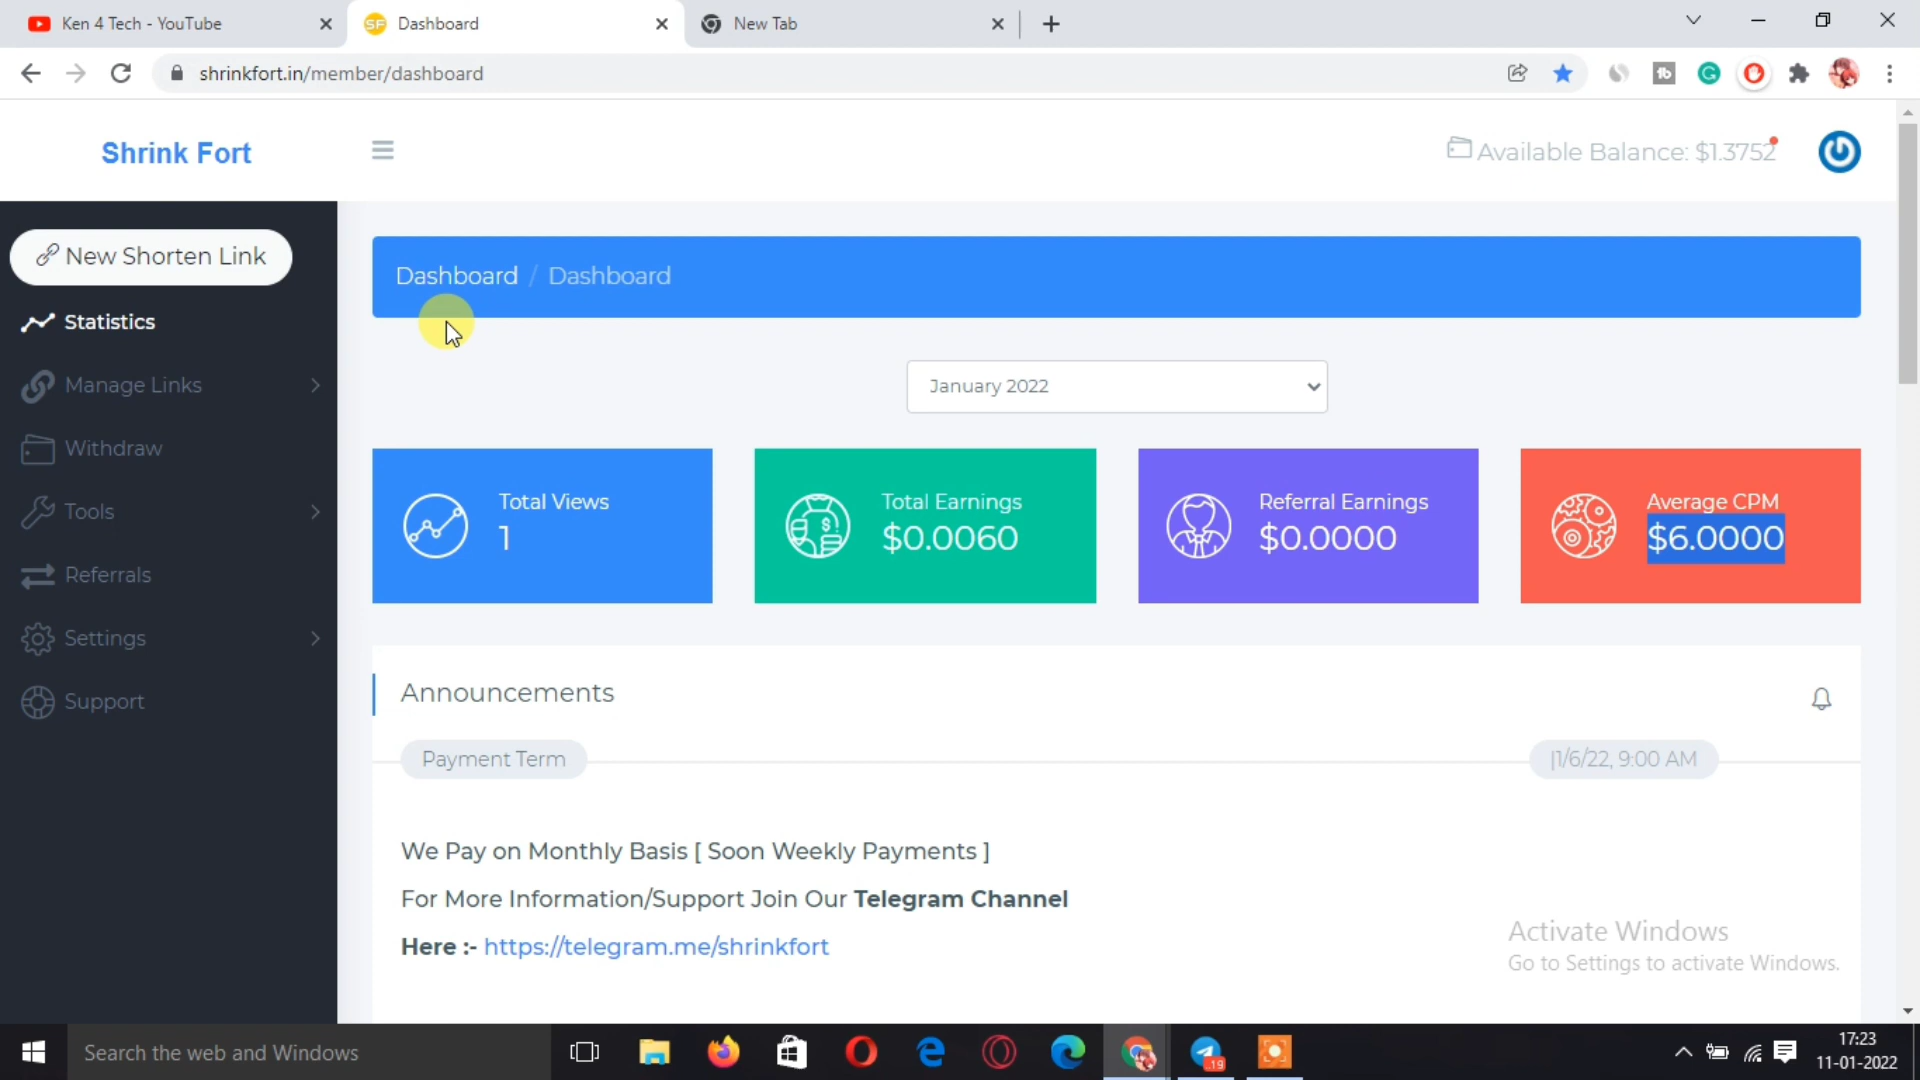 Ken 4 Tech - YouTube
Dashboard
New Tab
shrinkfort.in/member/dashboard
Shrink Fort
Available Balance: $1.3752
New Shorten Link
Statistics
Manage Links
Withdraw
Tools
Referrals
Settings
Support
Dashboard / Dashboard
January 2022
Total Views
1
Total Earnings
$0.0060
Referral Earnings
$0.0000
Average CPM
$6.0000
Announcements
Payment Term
|1/6/22, 9:00 AM
We Pay on Monthly Basis [ Soon Weekly Payments ]
For More Information/Support Join Our Telegram Channel
Here :- https://telegram.me/shrinkfort
Activate Windows
Go to Settings to activate Windows.
Search the web and Windows
19
17:23
11-01-2022